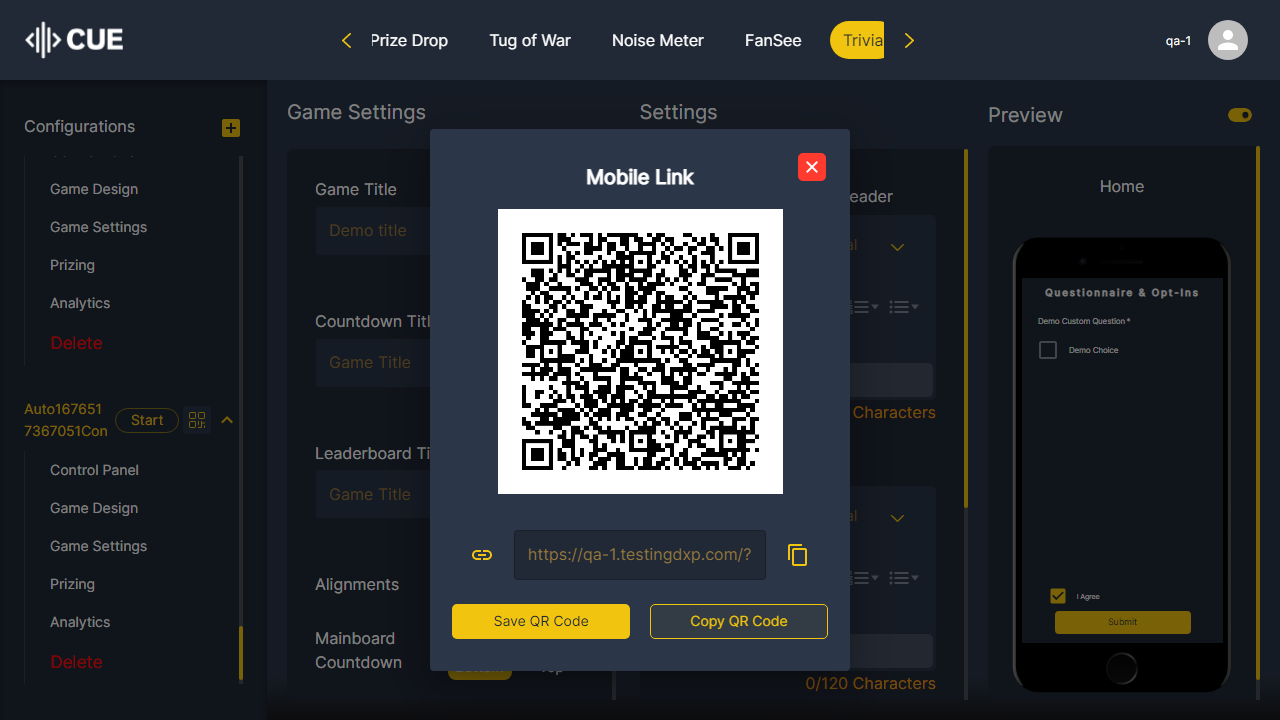 CUE
Prize Drop
Tug of War
Noise Meter
FanSee
Trivia
qa-1
Configurations
Game Design
Game Settings
Prizing
Analytics
Delete
Auto167651
7367051Con
Start
Control Panel
Game Design
Game Settings
Prizing
Analytics
Delete
Game Settings
Game Title
Demo title
Countdown Titl
Game Title
Leaderboard Ti
Game Title
Alignments
Mainboard
Countdown
Mobile Link
https://qa-1.testingdxp.com/?
Save QR Code
Copy QR Code
Settings
eader
al
Characters
al
0/120 Characters
Preview
Home
Questionnaire & Opt-Ins
Demo Custom Question *
Demo Choice
I Agree
Submit